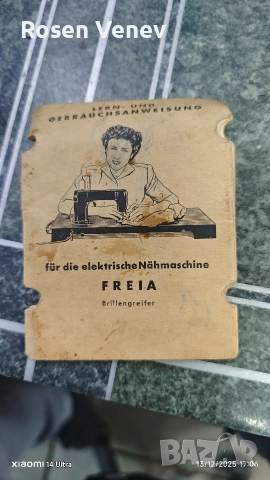 Rosen Venev
LERN- UND
GEBRAUCHSANWEISUNG
für die elektrische Nähmaschine
FREIA
Brillengreifer
xiaomi 14 Ultra
13/12/2025 17:06
BAZAR